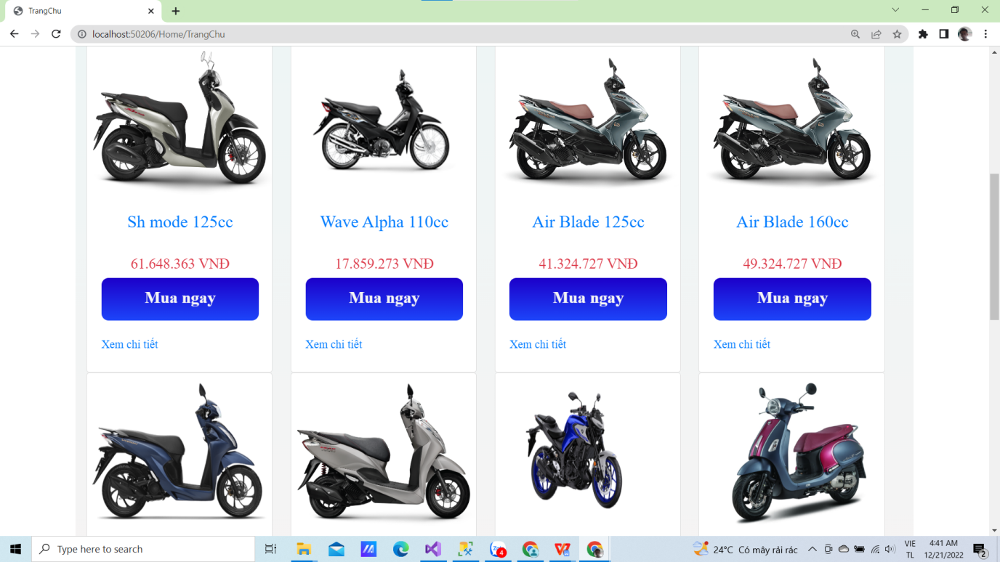 TrangChu
localhost:50206/Home/TrangChu
Sh mode 125cc
Wave Alpha 110cc
Air Blade 125cc
Air Blade 160cc
61.648.363 VNĐ
17.859.273 VNĐ
41.324.727 VNĐ
49.324.727 VNĐ
Mua ngay
Mua ngay
Mua ngay
Mua ngay
Xem chi tiết
Xem chi tiết
Xem chi tiết
Xem chi tiết
Type here to search
4
24°C Có mây rải rác
VIE
TL
4:41 AM
12/21/2022
2